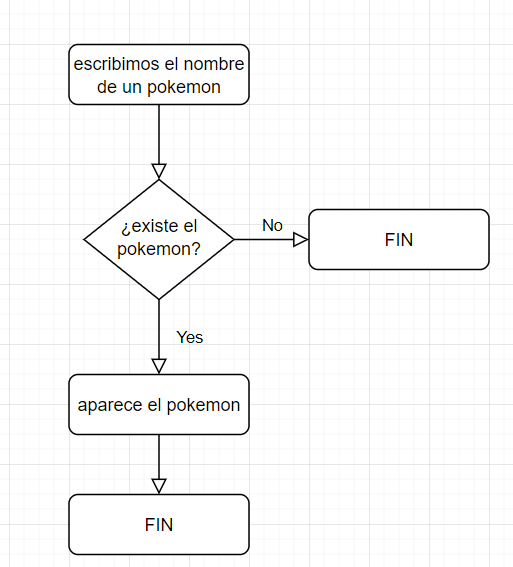 escribimos el nombre
de un pokemon
¿existe el
pokemon?
No
FIN
Yes
aparece el pokemon
FIN